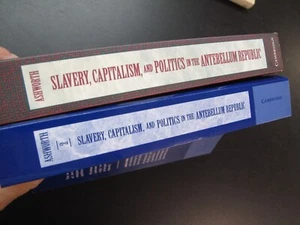 ASHWORTH
SLAVERY, CAPITALISM, AND POLITICS IN THE ANTEBELLUM REPUBLIC
CAMBRIDGE
ASHWORTH
SLAVERY, CAPITALISM, AND POLITICS IN THE ANTEBELLUM REPUBLIC
CAMBRIDGE